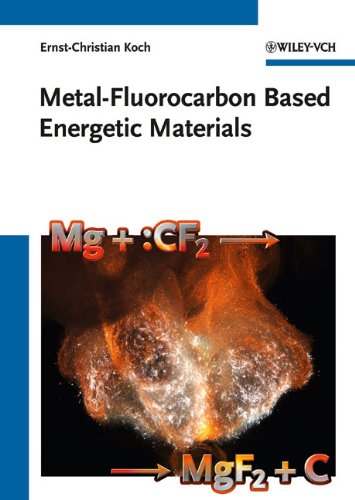 Ernst-Christian Koch
WILEY-VCH
Metal-Fluorocarbon Based
Energetic Materials
Mg + :CF₂ →
→ MgF₂ + C